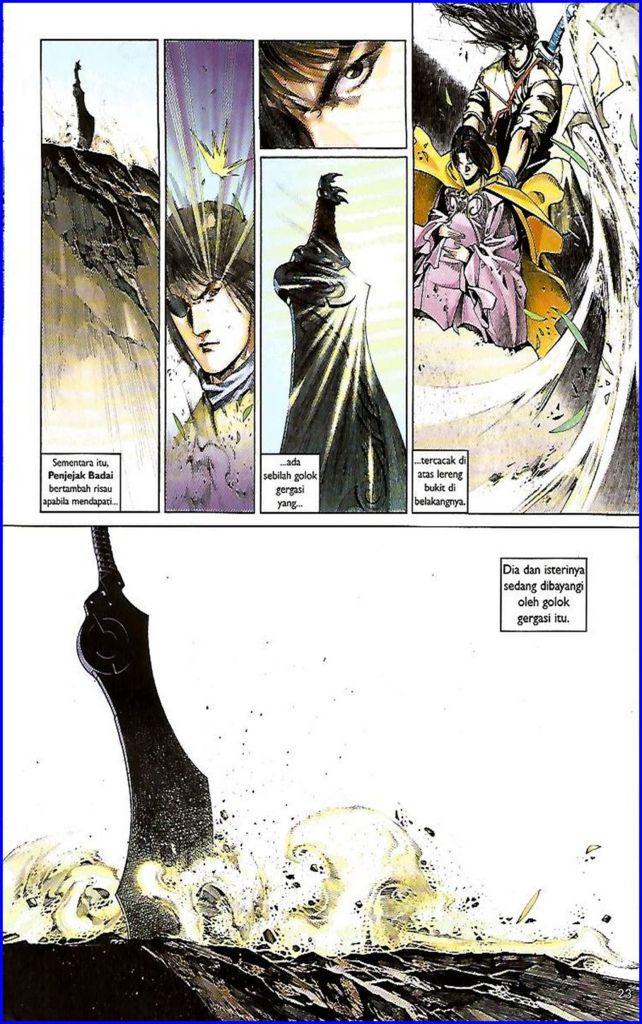 Sementara itu,
Penjejak Badai
bertambah risau
apabila mendapati...
...ada
sebilah golok
gergasi
yang...
...tercacak di
atas lereng
bukit di
belakangnya.
Dia dan isterinya
sedang dibayangi
oleh golok
gergasi itu.
23